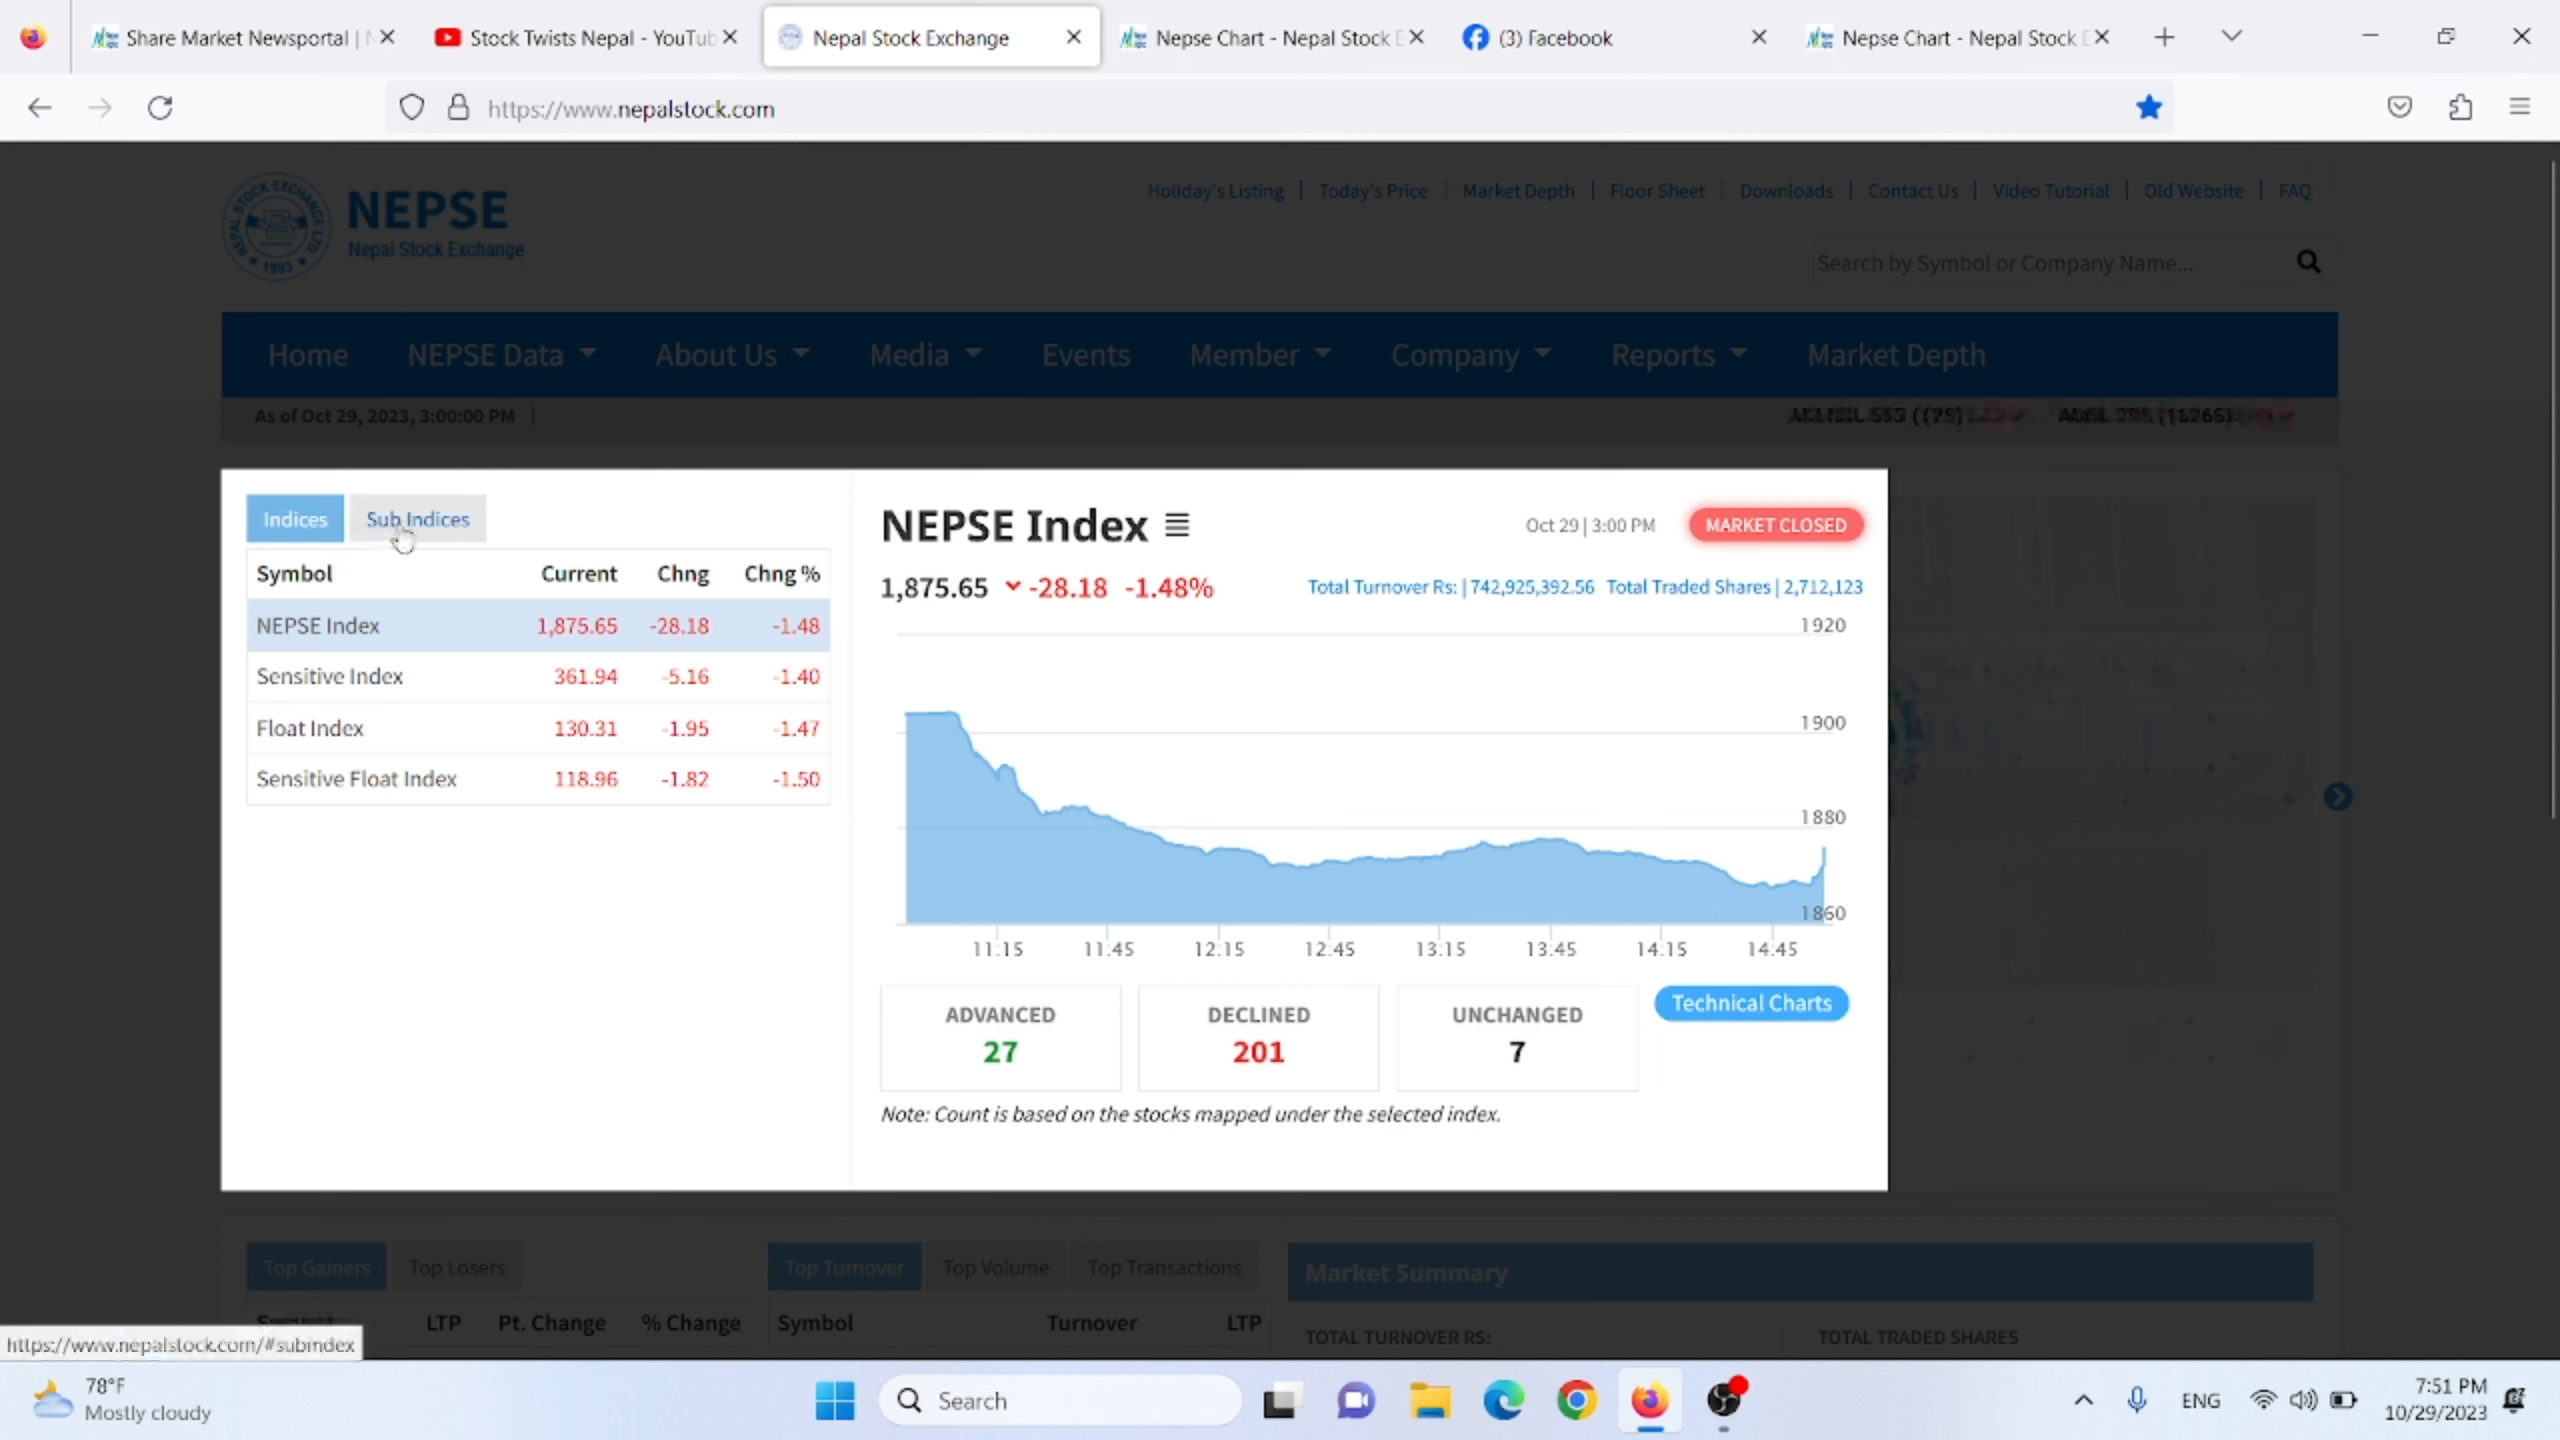 Share Market Newsportal | N
Stock Twists Nepal - YouTub
Nepal Stock Exchange
Nepse Chart - Nepal Stock E
(3) Facebook
Nepse Chart - Nepal Stock E
https://www.nepalstock.com
NEPAL STOCK EXCHANGE LTD
1993
NEPSE
Nepal Stock Exchange
Holiday's Listing | Today's Price | Market Depth | Floor Sheet | Downloads | Contact Us | Video Tutorial | Old Website | FAQ
Search by Symbol or Company Name...
Home NEPSE Data About Us Media Events Member Company Reports Market Depth
As of Oct 29, 2023, 3:00:00 PM |
Indices Sub Indices
Symbol Current Chng Chng %
NEPSE Index 1,875.65 -28.18 -1.48
Sensitive Index 361.94 -5.16 -1.40
Float Index 130.31 -1.95 -1.47
Sensitive Float Index 118.96 -1.82 -1.50
NEPSE Index
Oct 29 | 3:00 PM MARKET CLOSED
1,875.65 -28.18 -1.48%
Total Turnover Rs: | 742,925,392.56 Total Traded Shares | 2,712,123
1920
1900
1880
1860
11:15 11:45 12:15 12:45 13:15 13:45 14:15 14:45
ADVANCED
27
DECLINED
201
UNCHANGED
7
Technical Charts
Note: Count is based on the stocks mapped under the selected index.
Top Gainers Top Losers
LTP Pt. Change % Change
Top Turnover Top Volume Top Transactions
Symbol Turnover LTP
Market Summary
TOTAL TURNOVER RS:
TOTAL TRADED SHARES
https://www.nepalstock.com/#subindex
78°F
Mostly cloudy
Search
ENG
7:51 PM
10/29/2023